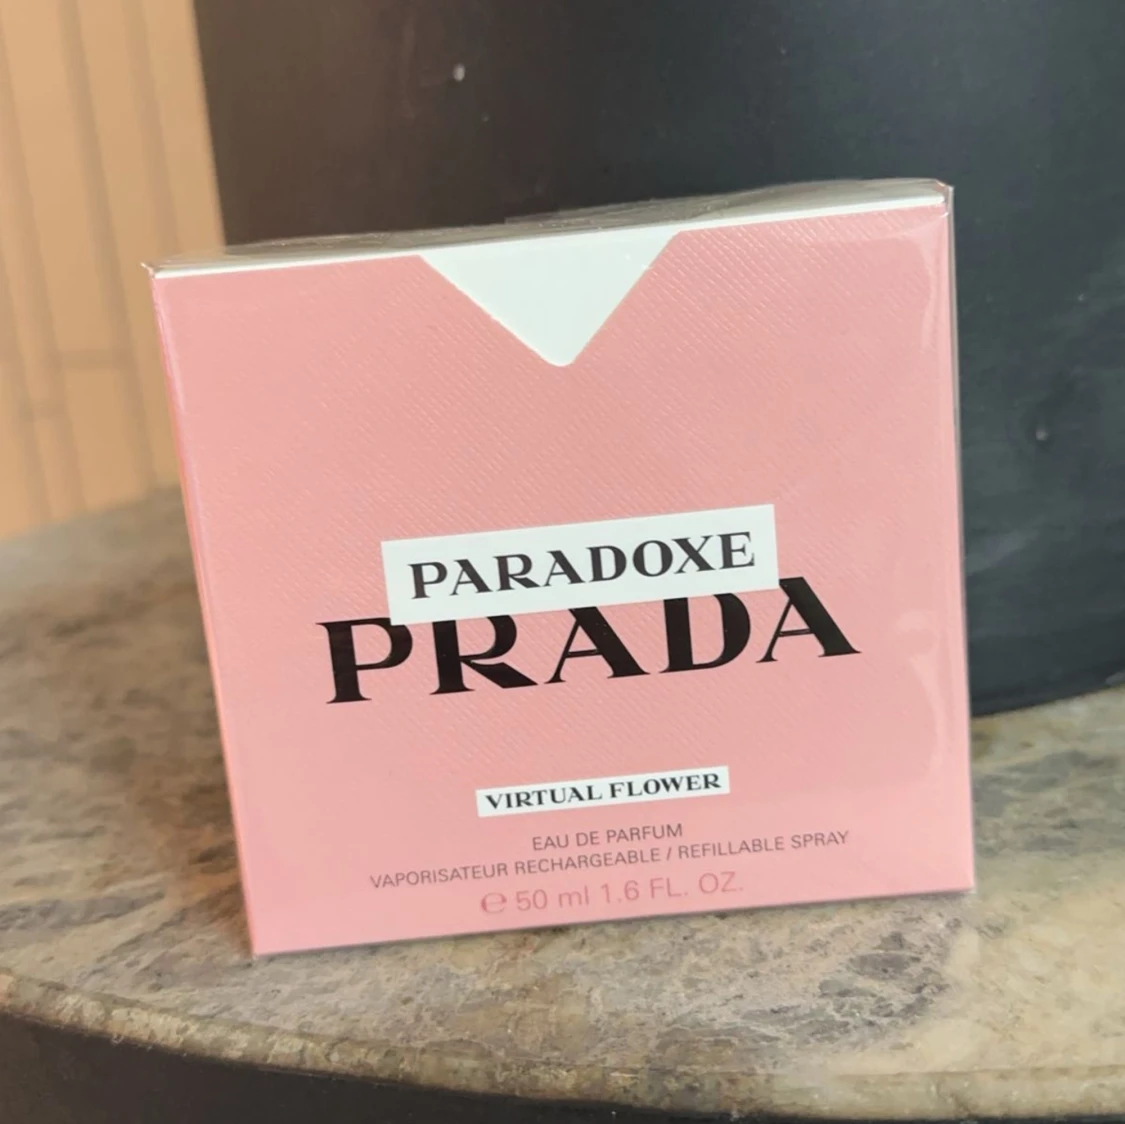 PARADOXE
PRADA
VIRTUAL FLOWER
EAU DE PARFUM
VAPORISATEUR RECHARGEABLE / REFILLABLE SPRAY
℮ 50 ml 1.6 FL. OZ.